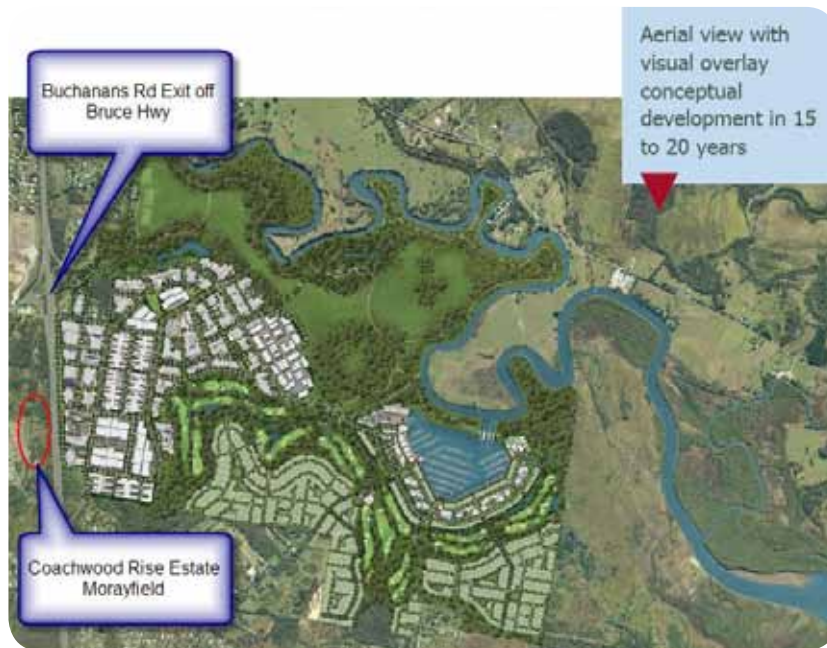 Aerial view with
visual overlay
conceptual
development in 15
to 20 years
Buchanans Rd Exit off
Bruce Hwy
Coachwood Rise Estate
Morayfield